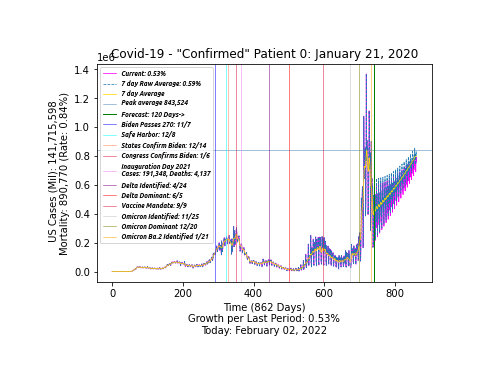 Covid-19 - "Confirmed" Patient 0: January 21, 2020
1e6
Current: 0.53%
7 day Raw Average: 0.59%
7 day Average
Peak average 843,524
Forecast: 120 Days->
Biden Passes 270: 11/7
Safe Harbor: 12/8
States Confirm Biden: 12/14
Congress Confirms Biden: 1/6
Inauguration Day 2021
Cases: 191,348, Deaths: 4,137
Delta Identified: 4/24
Delta Dominant: 6/5
Vaccine Mandate: 9/9
Omicron Identified: 11/25
Omicron Dominant 12/20
Omicron Ba.2 Identified 1/21
1.4
1.2
1.0
0.8
0.6
0.4
0.2
0.0
US Cases (Mil): 141,715,598
Mortality: 890,770 (Rate: 0.84%)
0 200 400 600 800
Time (862 Days)
Growth per Last Period: 0.53%
Today: February 02, 2022